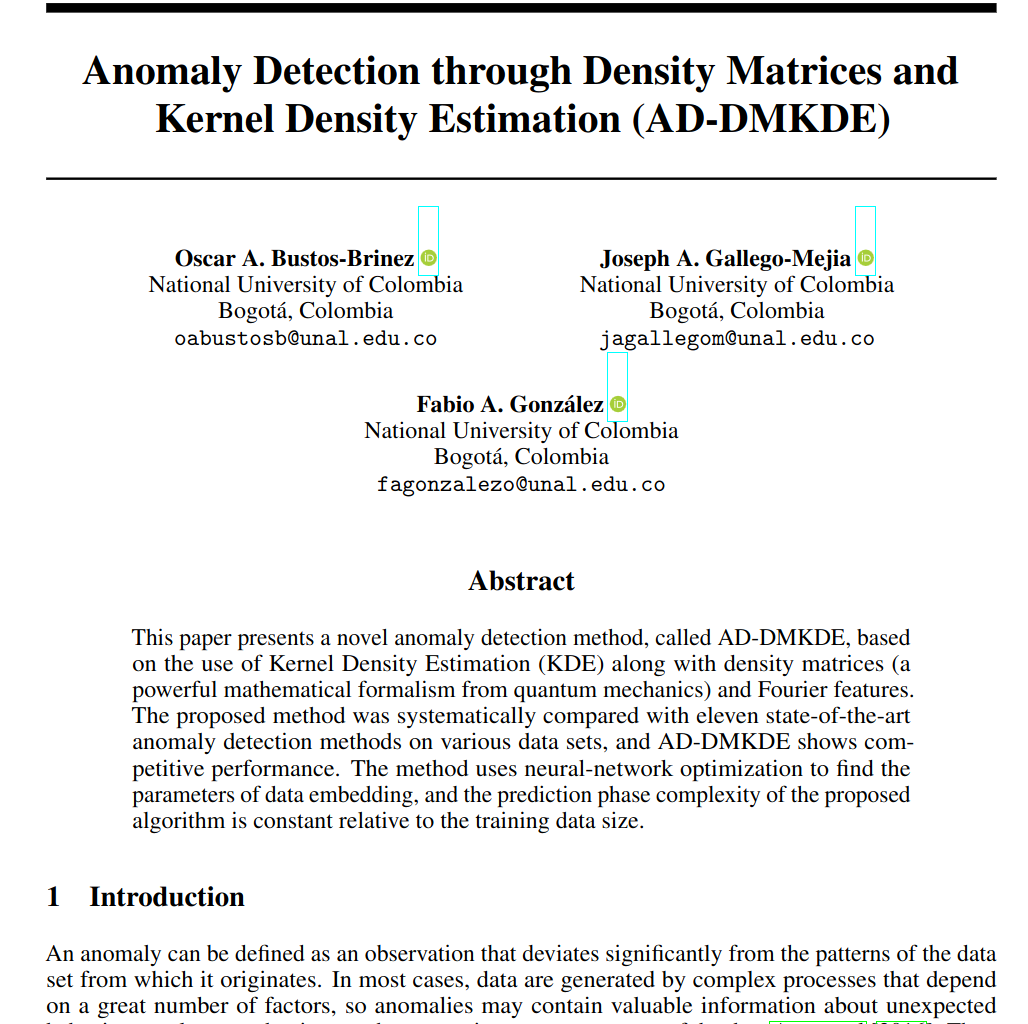 Anomaly Detection through Density Matrices and
Kernel Density Estimation (AD-DMKDE)
Oscar A. Bustos-Brinez iD
National University of Colombia
Bogotá, Colombia
oabustosb@unal.edu.co
Joseph A. Gallego-Mejia iD
National University of Colombia
Bogotá, Colombia
jagallegom@unal.edu.co
Fabio A. González iD
National University of Colombia
Bogotá, Colombia
fagonzalezo@unal.edu.co
Abstract
This paper presents a novel anomaly detection method, called AD-DMKDE, based
on the use of Kernel Density Estimation (KDE) along with density matrices (a
powerful mathematical formalism from quantum mechanics) and Fourier features.
The proposed method was systematically compared with eleven state-of-the-art
anomaly detection methods on various data sets, and AD-DMKDE shows com-
petitive performance. The method uses neural-network optimization to find the
parameters of data embedding, and the prediction phase complexity of the proposed
algorithm is constant relative to the training data size.
1 Introduction
An anomaly can be defined as an observation that deviates significantly from the patterns of the data
set from which it originates. In most cases, data are generated by complex processes that depend
on a great number of factors, so anomalies may contain valuable information about unexpected